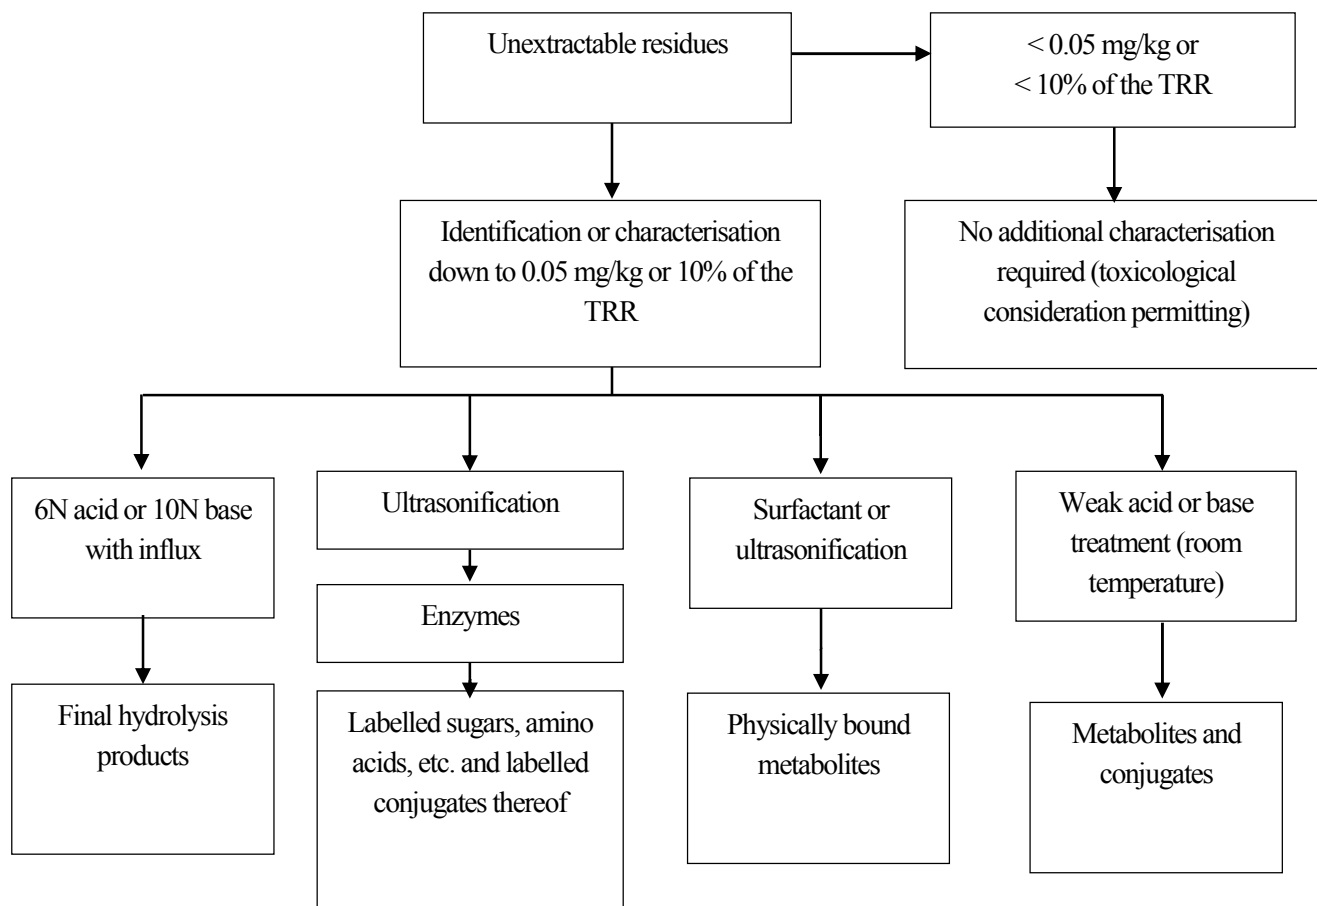 Unextractable residues
< 0.05 mg/kg or
< 10% of the TRR
Identification or characterisation
down to 0.05 mg/kg or 10% of the
TRR
No additional characterisation
required (toxicological
consideration permitting)
6N acid or 10N base
with influx
Ultrasonification
Surfactant or
ultrasonification
Weak acid or base
treatment (room
temperature)
Enzymes
Final hydrolysis
products
Labelled sugars, amino
acids, etc. and labelled
conjugates thereof
Physically bound
metabolites
Metabolites and
conjugates